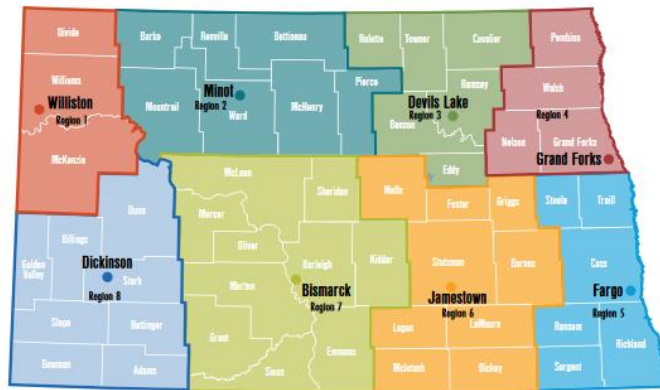 Divide
Williams
Williston
Region 1
McKenzie
Burke
Renville
Bottineau
Minot
Region 2
Mountrail
Ward
McHenry
Pierce
Rolette
Towner
Cavalier
Ramsey
Devils Lake
Region 3
Benson
Eddy
Pembina
Walsh
Region 4
Nelson
Grand Forks
Grand Forks
Dunn
Billings
Golden
Valley
Dickinson
Stark
Region 8
Slope
Hettinger
Bowman
Adams
McLean
Sheridan
Mercer
Oliver
Burleigh
Kidder
Morton
Bismarck
Region 7
Grant
Sioux
Emmons
Wells
Foster
Griggs
Stutsman
Barnes
Jamestown
Region 6
Logan
LaMoure
McIntosh
Dickey
Steele
Traill
Cass
Fargo
Region 5
Ransom
Richland
Sargent